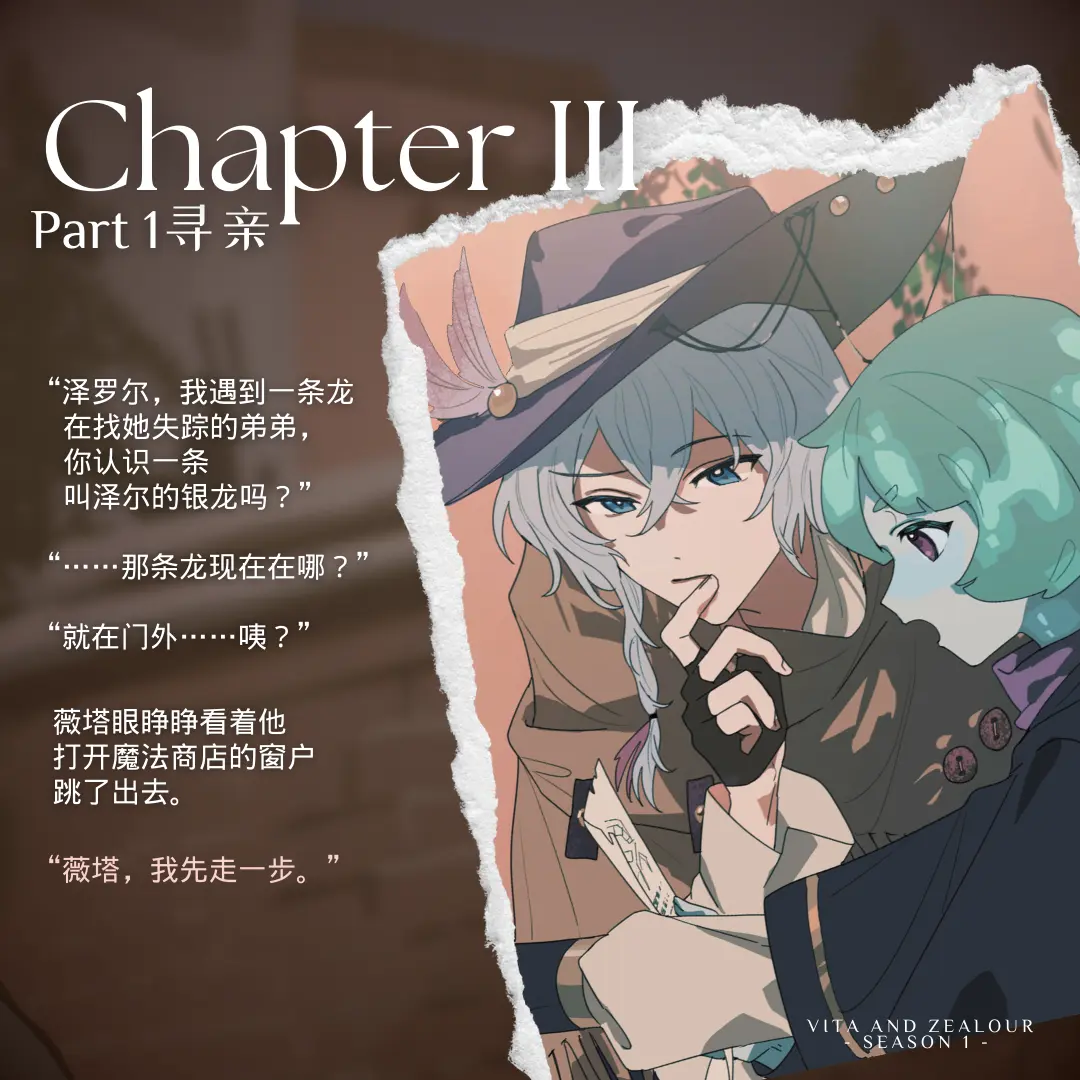 Chapter III
Part 1寻亲
“泽罗尔，我遇到一条龙
在找她失踪的弟弟，
你认识一条
叫泽尔的银龙吗？”
“……那条龙现在在哪？”
“就在门外……咦？”
薇塔眼睁睁看着他
打开魔法商店的窗户
跳了出去。
“薇塔，我先走一步。”
VITA AND ZEALOUR
- SEASON 1 -